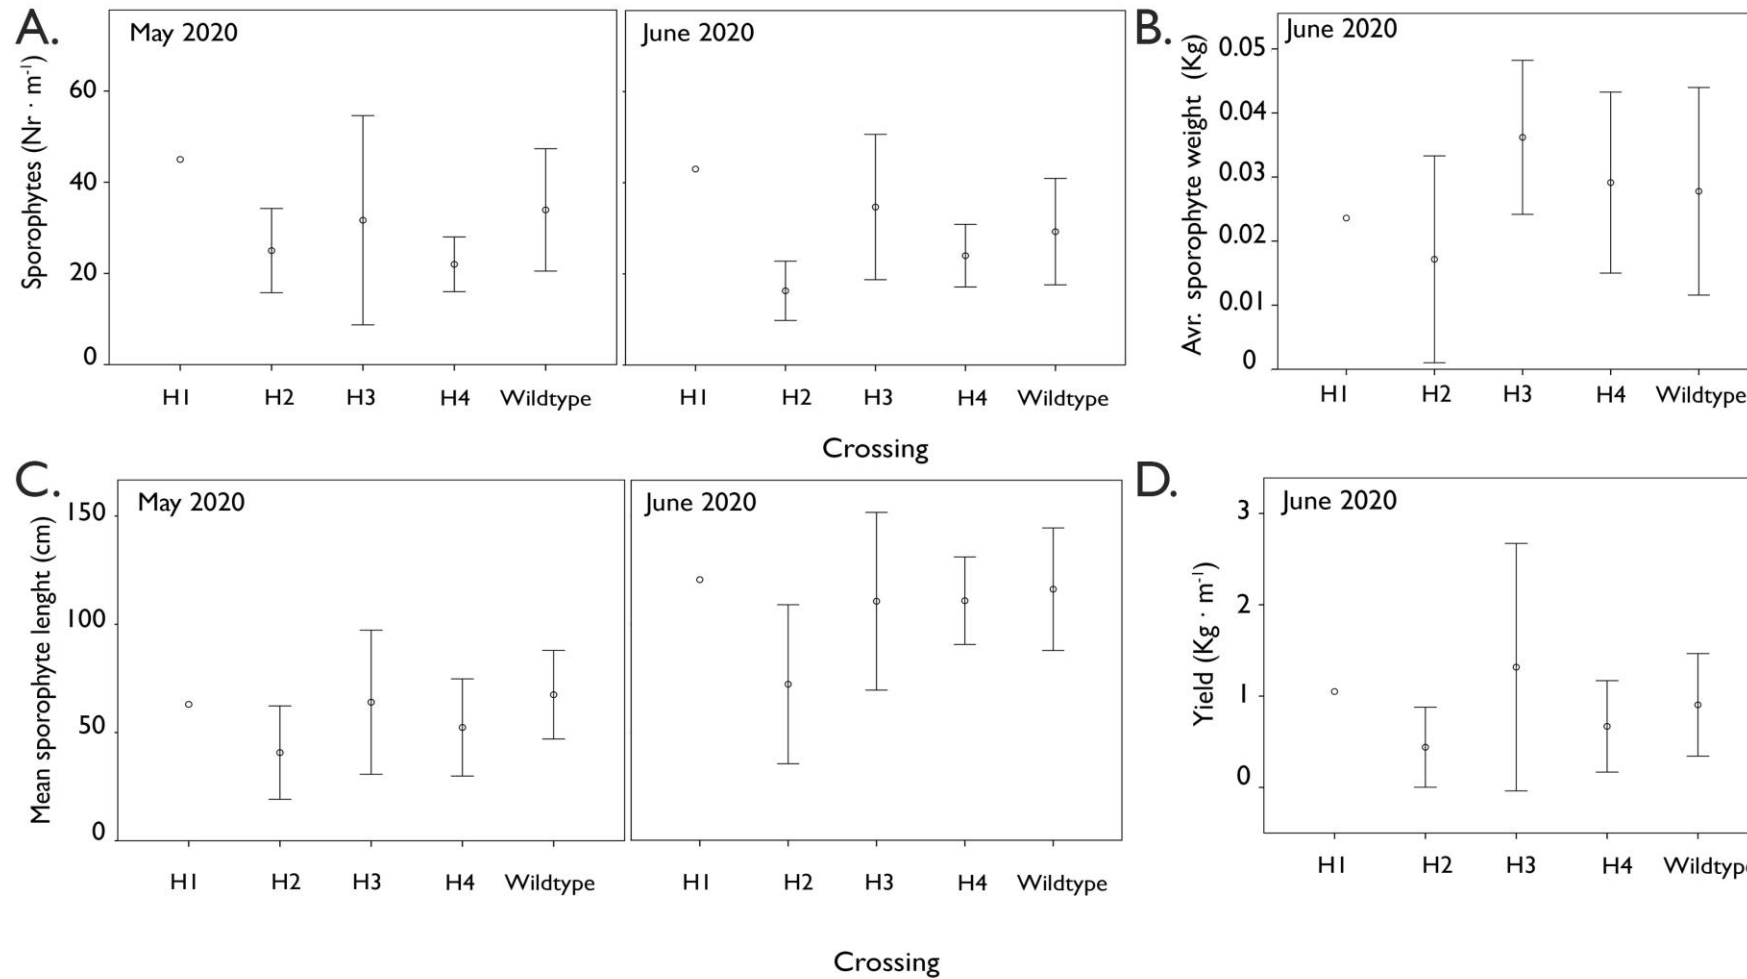 A.
May 2020
June 2020
Sporophytes (Nr · m⁻¹)
60
40
20
0
H1 H2 H3 H4 Wildtype
H1 H2 H3 H4 Wildtype
Crossing
B.
June 2020
Avr. sporophyte weight (Kg)
0.05
0.04
0.03
0.02
0.01
0
H1 H2 H3 H4 Wildtype
C.
May 2020
June 2020
Mean sporophyte lenght (cm)
150
100
50
0
H1 H2 H3 H4 Wildtype
H1 H2 H3 H4 Wildtype
Crossing
D.
June 2020
Yield (Kg · m⁻¹)
3
2
1
0
H1 H2 H3 H4 Wildtype